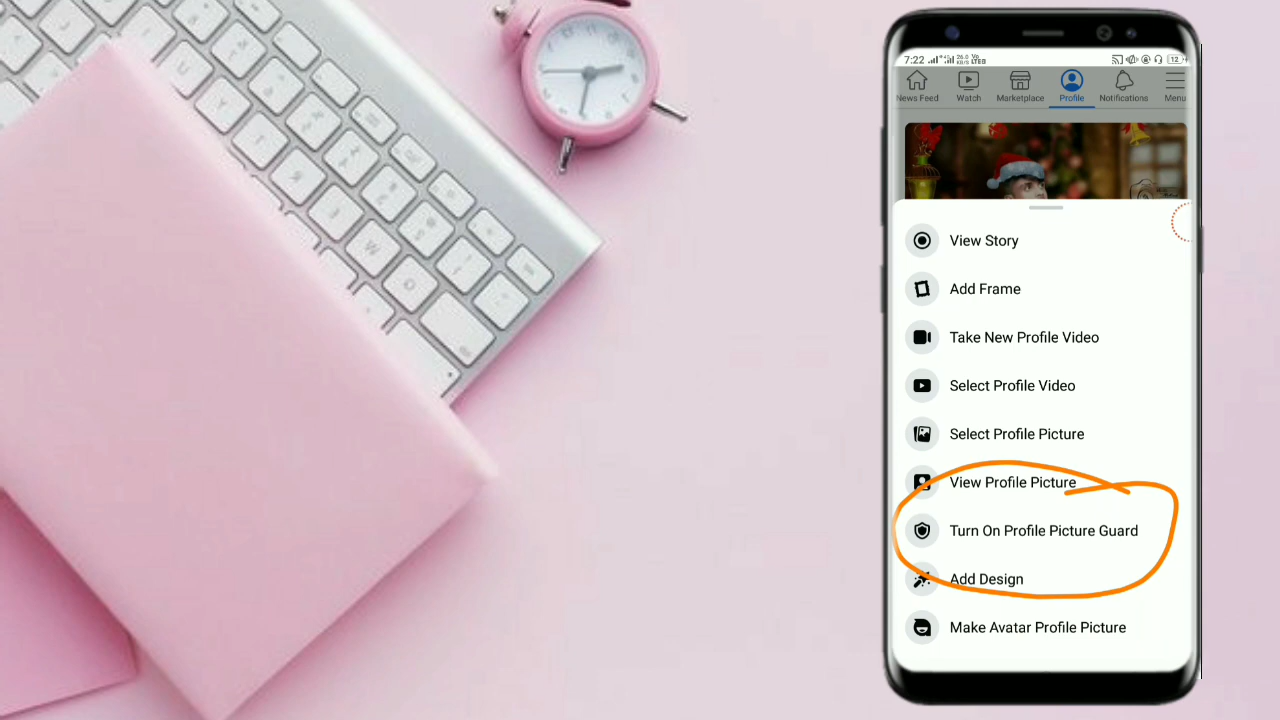 7:22
News Feed
Watch
Marketplace
Profile
Notifications
Menu
View Story
Add Frame
Take New Profile Video
Select Profile Video
Select Profile Picture
View Profile Picture
Turn On Profile Picture Guard
Add Design
Make Avatar Profile Picture